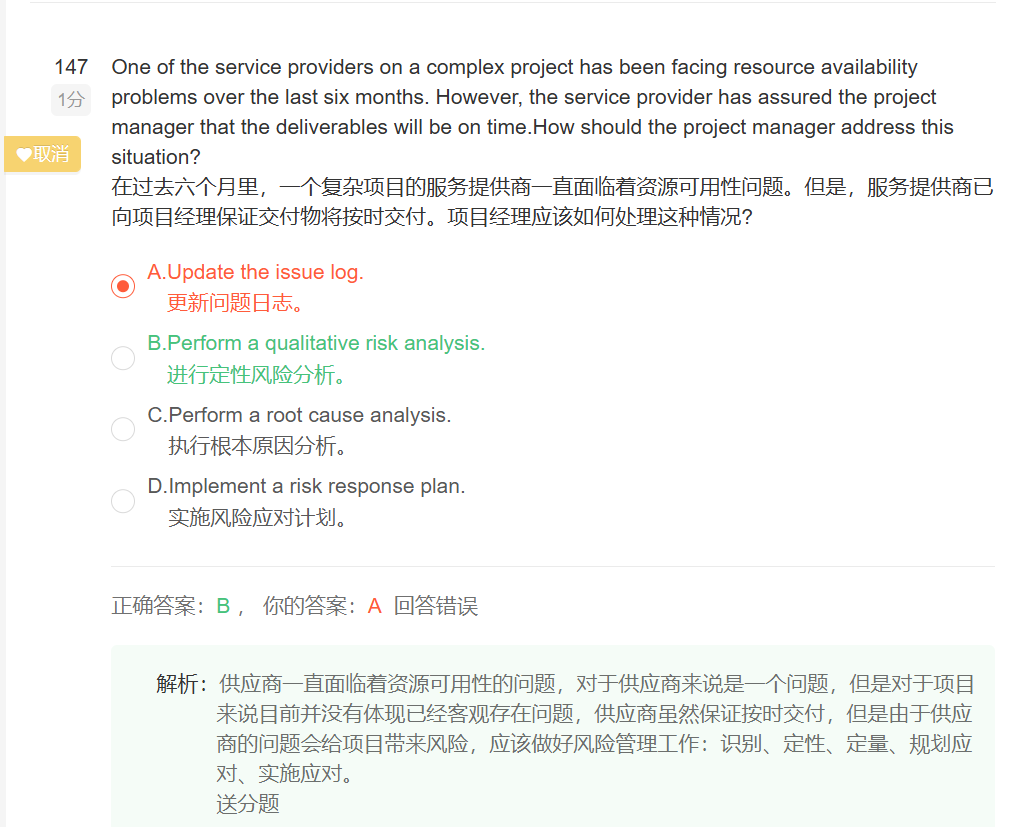 147 One of the service providers on a complex project has been facing resource availability
1分 problems over the last six months. However, the service provider has assured the project
manager that the deliverables will be on time.How should the project manager address this
取消 situation?
在过去六个月里，一个复杂项目的服务提供商一直面临着资源可用性问题。但是，服务提供商已
向项目经理保证交付物将按时交付。项目经理应该如何处理这种情况?
A.Update the issue log.
更新问题日志。
B.Perform a qualitative risk analysis.
进行定性风险分析。
C.Perform a root cause analysis.
执行根本原因分析。
D.Implement a risk response plan.
实施风险应对计划。
正确答案：B ， 你的答案：A 回答错误
解析：供应商一直面临着资源可用性的问题，对于供应商来说是一个问题，但是对于项目
来说目前并没有体现已经客观存在问题，供应商虽然保证按时交付，但是由于供应
商的问题会给项目带来风险，应该做好风险管理工作：识别、定性、定量、规划应
对、实施应对。
送分题